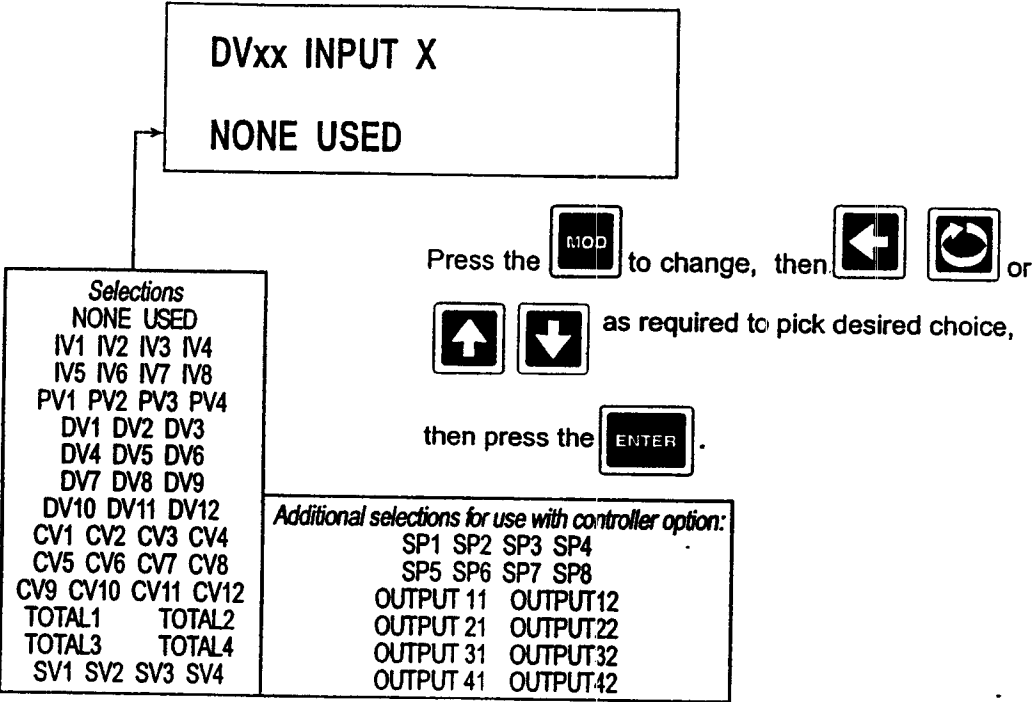 DVxx INPUT X
NONE USED
Press the MOD to change, then or
as required to pick desired choice,
then press the ENTER .
Selections
NONE USED
IV1 IV2 IV3 IV4
IV5 IV6 IV7 IV8
PV1 PV2 PV3 PV4
DV1 DV2 DV3
DV4 DV5 DV6
DV7 DV8 DV9
DV10 DV11 DV12
CV1 CV2 CV3 CV4
CV5 CV6 CV7 CV8
CV9 CV10 CV11 CV12
TOTAL1 TOTAL2
TOTAL3 TOTAL4
SV1 SV2 SV3 SV4
Additional selections for use with controller option:
SP1 SP2 SP3 SP4
SP5 SP6 SP7 SP8
OUTPUT 11 OUTPUT12
OUTPUT 21 OUTPUT22
OUTPUT 31 OUTPUT32
OUTPUT 41 OUTPUT42